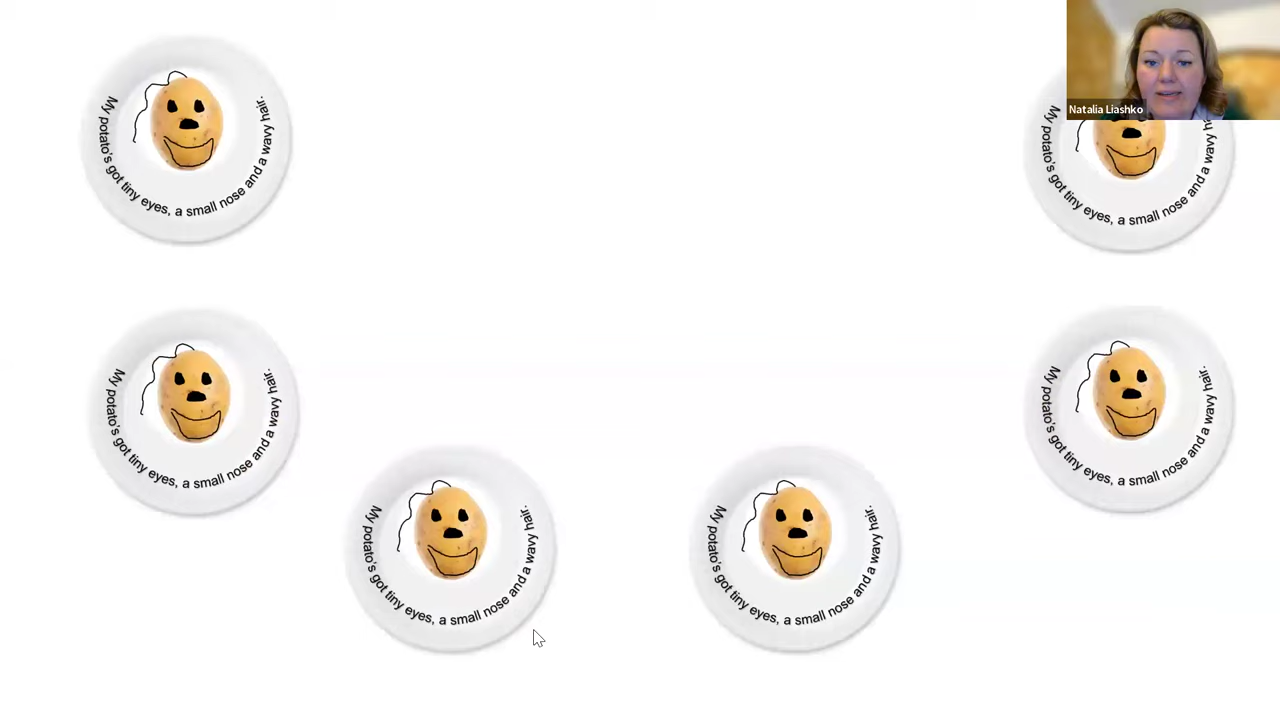 My potato's got tiny eyes, a small nose and a wavy hair.
Natalia Liashko
My potato's got tiny eyes, a small nose and a wavy
My potato's got tiny eyes, a small nose and a wavy hair.
My potato's got tiny eyes, a small nose and a wavy hair.
My potato's got tiny eyes, a small nose and a wavy hair.
My potato's got tiny eyes, a small nose and a wavy hair.